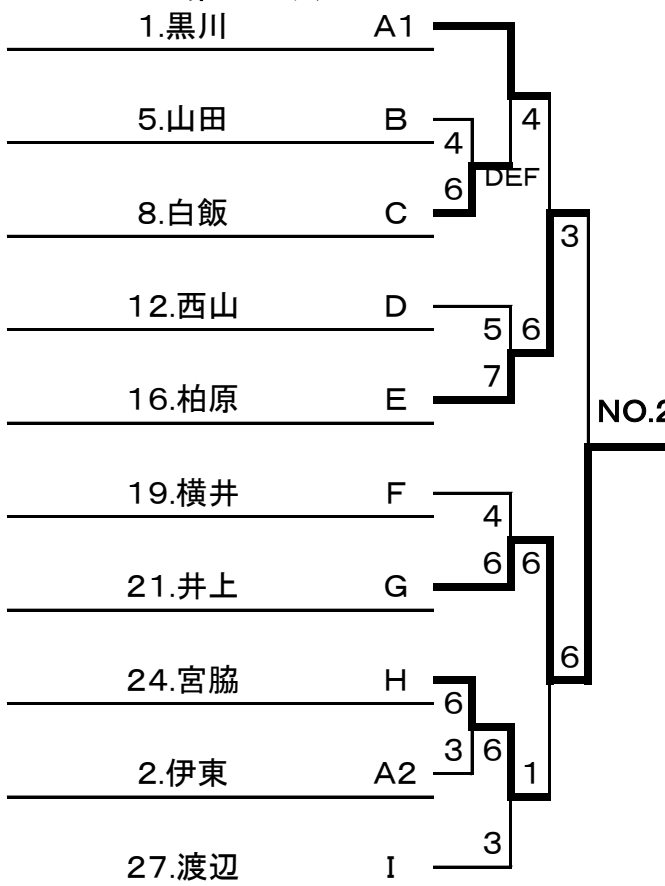 1.黒川 A1
4
5.山田 B
4
DEF
6
8.白飯 C
3
12.西山 D
5 6
7
16.柏原 E
NO.2
19.横井 F
4
6 6
21.井上 G
6
24.宮脇 H
6
3 6 1
2.伊東 A2
3
27.渡辺 I